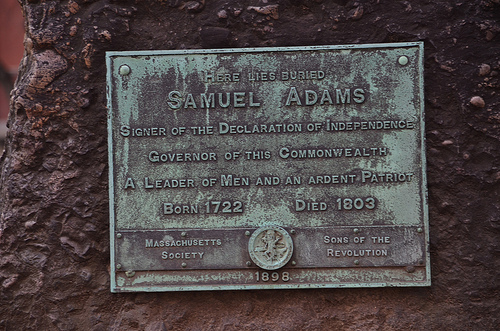 Here lies buried
Samuel Adams
Signer of the Declaration of Independence
Governor of this Commonwealth
A Leader of Men and an ardent Patriot
Born 1722 Died 1803
Massachusetts Society
Sons of the Revolution
1898